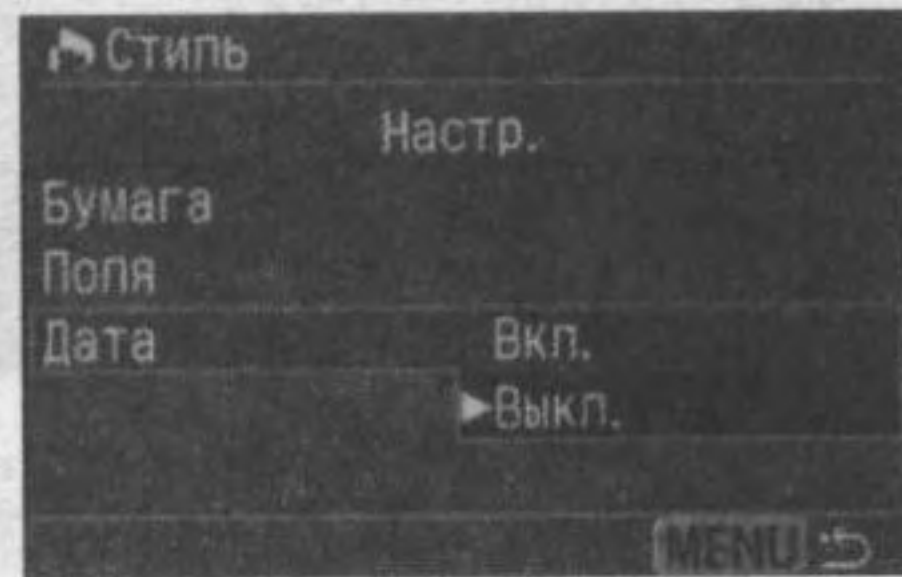 Стиль
Настр.
Бумага
Поля
Дата Вкл.
Выкл.
MENU